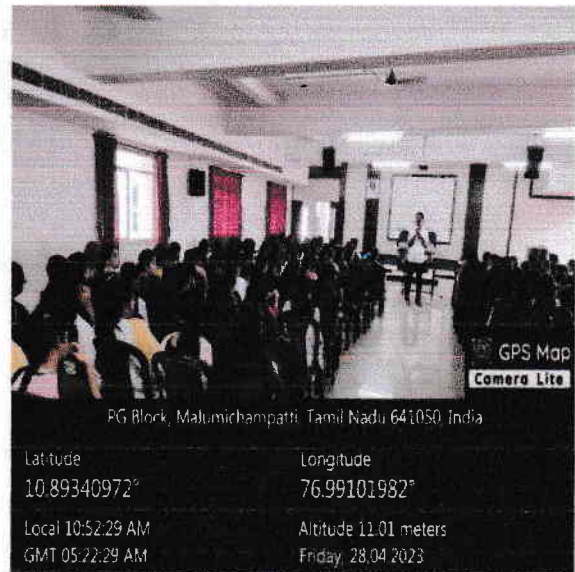 GPS Map
Camera Lite
PG Block, Malumichampatti, Tamil Nadu 641050, India
Latitude
10.89340972°
Longitude
76.99101982°
Local 10:52:29 AM
GMT 05:22:29 AM
Altitude 11.01 meters
Friday, 28.04.2023